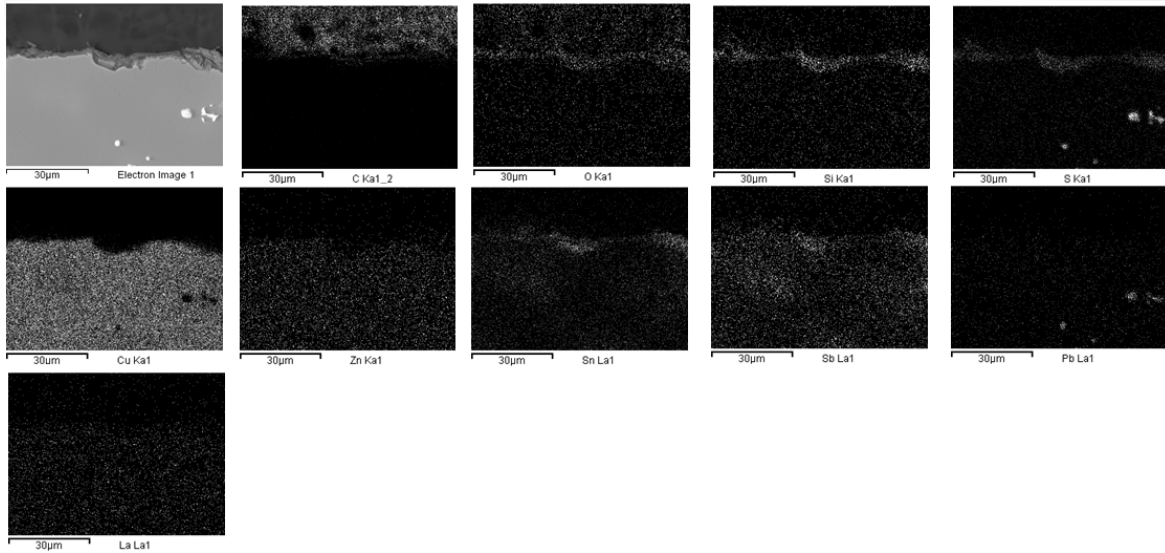 30μm Electron Image 1
30μm C Ka1_2
30μm O Ka1
30μm Si Ka1
30μm S Ka1
30μm Cu Ka1
30μm Zn Ka1
30μm Sn La1
30μm Sb La1
30μm Pb La1
30μm La La1